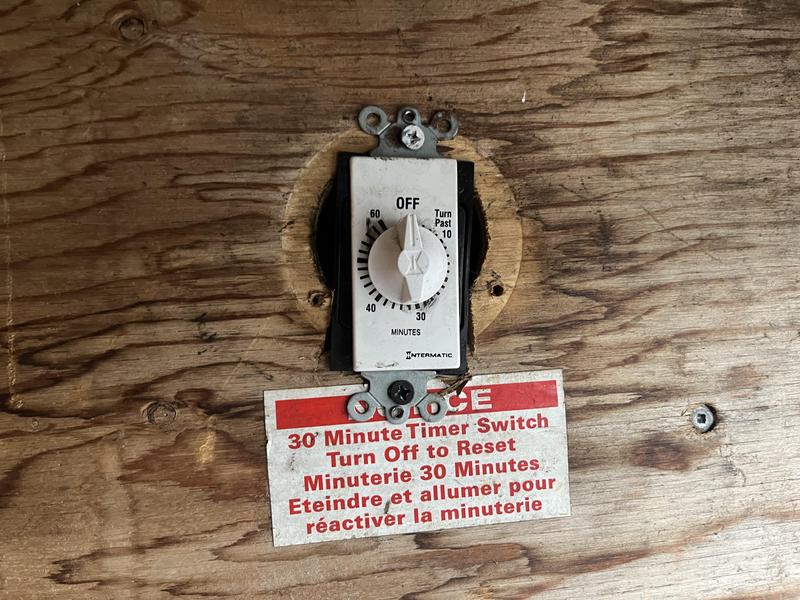 OFF
60
Turn
Past
10
40
30
MINUTES
INTERMATIC
30 Minute Timer Switch
Turn Off to Reset
Minuterie 30 Minutes
Eteindre et allumer pour
réactiver la minuterie